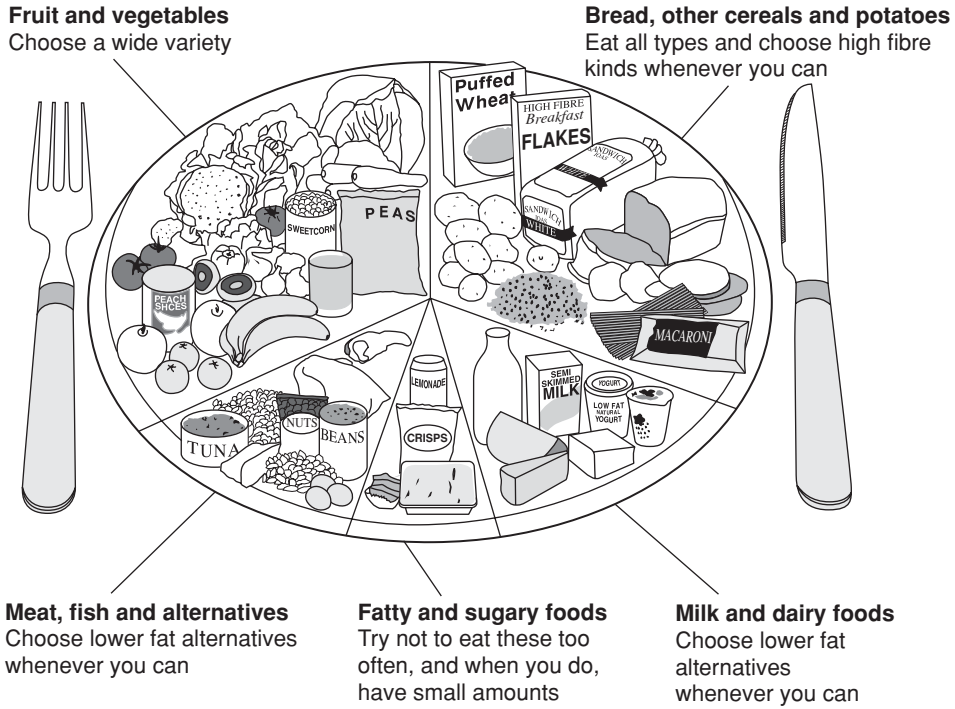 Fruit and vegetables
Choose a wide variety
Bread, other cereals and potatoes
Eat all types and choose high fibre
kinds whenever you can
Puffed
Wheat
HIGH FIBRE
Breakfast
FLAKES
SANDWICH
SANDWICH
WHITE
PEAS
SWEETCORN
PEACH
SLICES
MACARONI
LEMONADE
SEMI
SKIMMED
MILK
YOGURT
LOW FAT
NATURAL
YOGURT
NUTS
BEANS
TUNA
CRISPS
Meat, fish and alternatives
Choose lower fat alternatives
whenever you can
Fatty and sugary foods
Try not to eat these too
often, and when you do,
have small amounts
Milk and dairy foods
Choose lower fat
alternatives
whenever you can